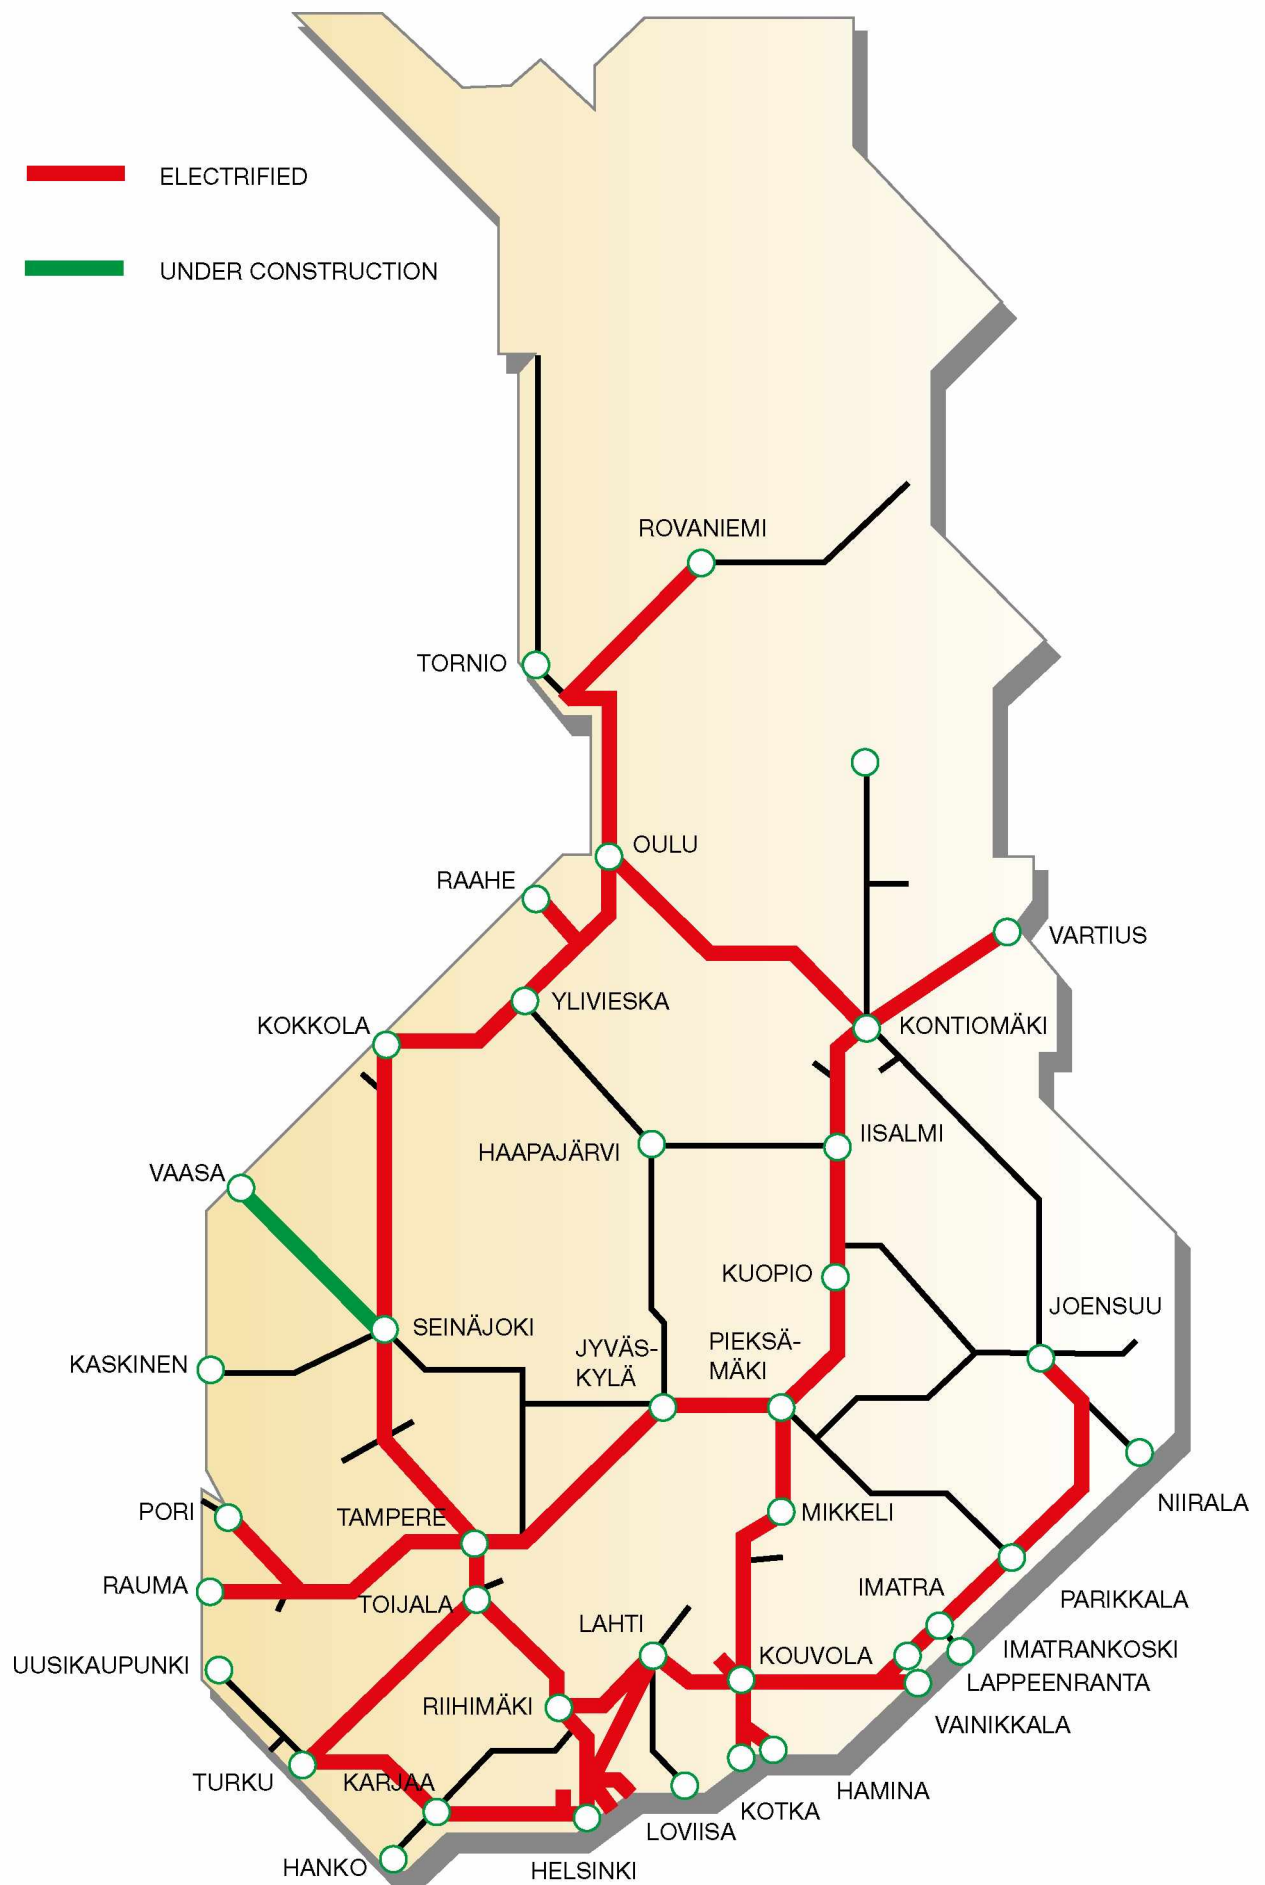 ELECTRIFIED
UNDER CONSTRUCTION
ROVANIEMI
TORNIO
OULU
RAAHE
VARTIUS
YLIVIESKA
KOKKOLA
KONTIOMÄKI
IISALMI
HAAPAJÄRVI
VAASA
KUOPIO
JOENSUU
SEINÄJOKI
JYVÄS-
KYLÄ
PIEKSÄ-
MÄKI
KASKINEN
NIIRALA
PORI
TAMPERE
MIKKELI
RAUMA
TOIJALA
IMATRA
PARIKKALA
LAHTI
KOUVOLA
IMATRANKOSKI
UUSIKAUPUNKI
LAPPEENRANTA
RIIHIMÄKI
VAINIKKALA
TURKU
KARJAA
HAMINA
KOTKA
LOVIISA
HANKO
HELSINKI